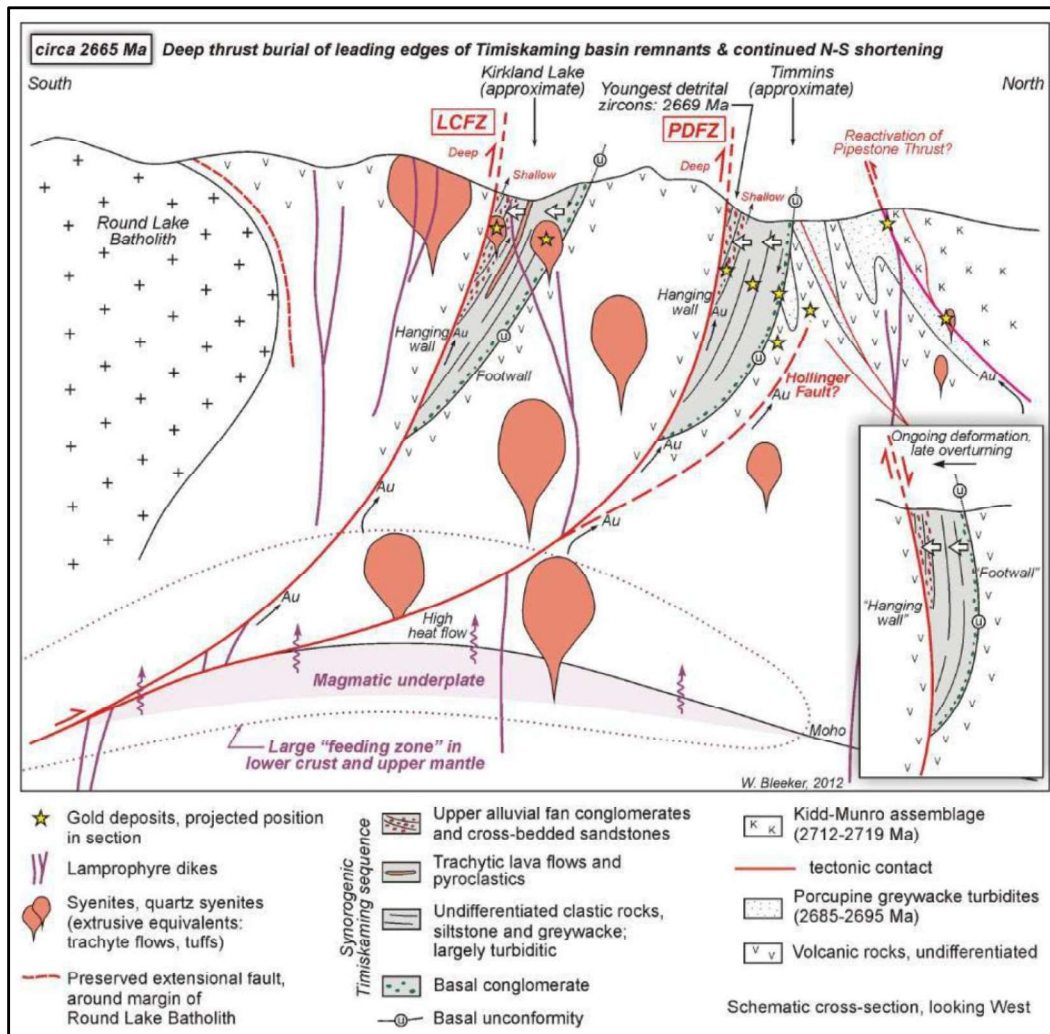 circa 2665 Ma Deep thrust burial of leading edges of Timiskaming basin remnants & continued N-S shortening
South
Kirkland Lake
(approximate)
Youngest detrital
zircons: 2669 Ma
Timmins
(approximate)
North
LCFZ
Deep
Shallow
u
PDFZ
Deep
Shallow
u
Reactivation of
Pipestone Thrust?
Round Lake
Batholith
Hanging
wall
Au
u
Footwall
Hanging
wall
Au
u
Hollinger
Fault?
Au
Au
Au
Au
Au
Au
High
heat flow
Magmatic underplate
Large "feeding zone" in
lower crust and upper mantle
Moho
W. Bleeker, 2012
Ongoing deformation,
late overturning
u
"Footwall"
"Hanging
wall"
u
Gold deposits, projected position
in section
Lamprophyre dikes
Syenites, quartz syenites
(extrusive equivalents:
trachyte flows, tuffs)
Preserved extensional fault,
around margin of
Round Lake Batholith
Synorogenic
Timiskaming sequence
Upper alluvial fan conglomerates
and cross-bedded sandstones
Trachytic lava flows and
pyroclastics
Undifferentiated clastic rocks,
siltstone and greywacke;
largely turbiditic
Basal conglomerate
u Basal unconformity
K K Kidd-Munro assemblage
(2712-2719 Ma)
tectonic contact
Porcupine greywacke turbidites
(2685-2695 Ma)
v v Volcanic rocks, undifferentiated
Schematic cross-section, looking West